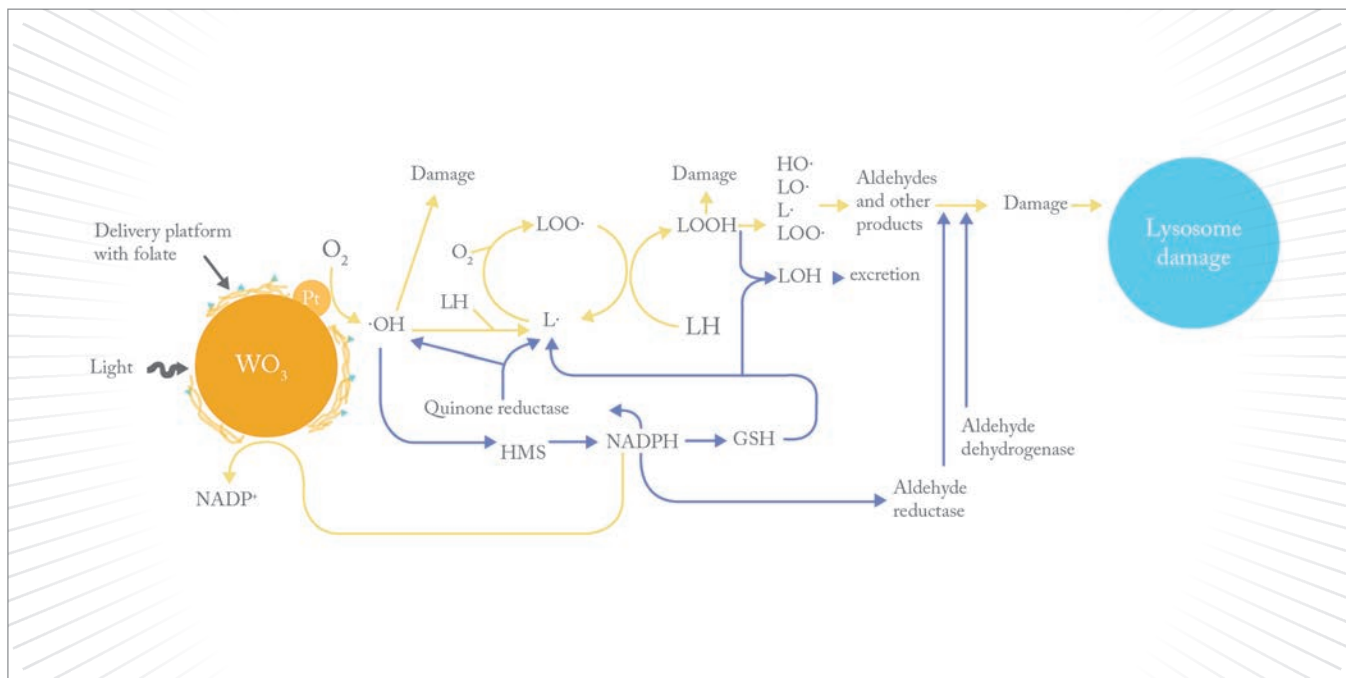 HO·
LO·
L·
LOO·
Damage
Damage
Aldehydes
and other
products
Damage
Lysosome
damage
Delivery platform
with folate
O₂
LOO·
LOOH
O₂
LOH
excretion
Pt
LH
·OH
L·
LH
Light
WO₃
Quinone reductase
HMS
NADPH
GSH
Aldehyde
dehydrogenase
NADP⁺
Aldehyde
reductase